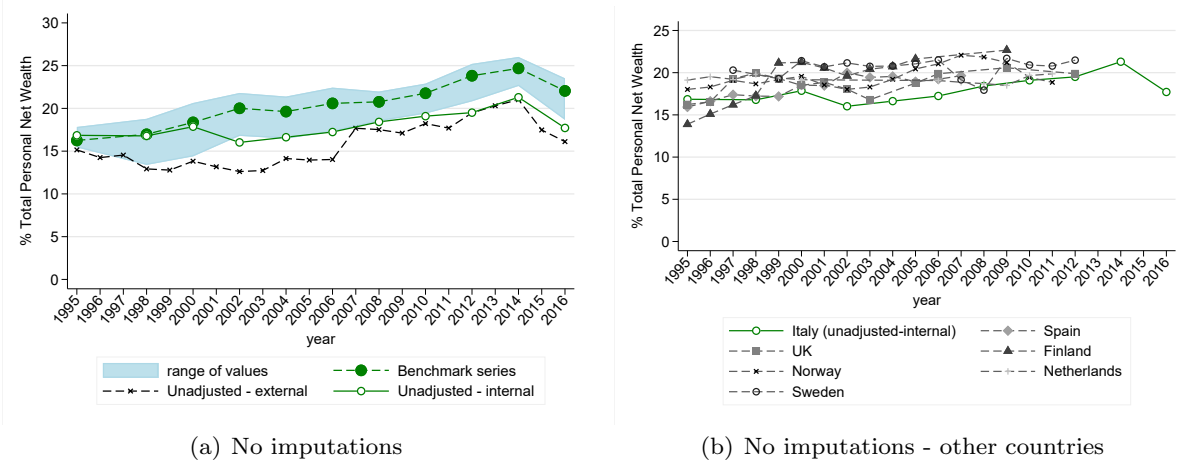 % Total Personal Net Wealth
30
25
20
15
10
5
0
1995 1996 1997 1998 1999 2000 2001 2002 2003 2004 2005 2006 2007 2008 2009 2010 2011 2012 2013 2014 2015 2016
year
range of values Benchmark series
Unadjusted - external Unadjusted - internal
(a) No imputations
% Total Personal Net Wealth
25
20
15
10
5
0
1995 1996 1997 1998 1999 2000 2001 2002 2003 2004 2005 2006 2007 2008 2009 2010 2011 2012 2013 2014 2015 2016
year
Italy (unadjusted-internal) Spain
UK Finland
Norway Netherlands
Sweden
(b) No imputations - other countries